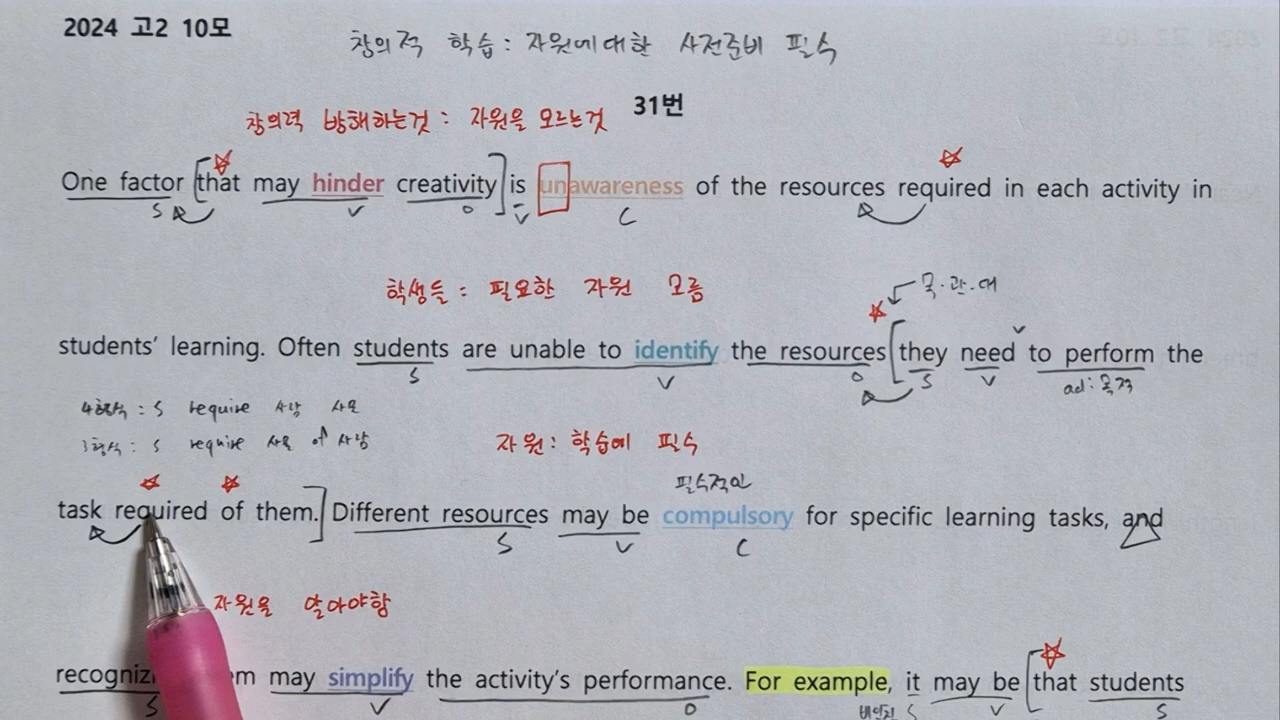 2024 고2 10모
창의적 학습: 자원에대한 사전준비 필수
31번
창의력 방해하는것: 자원을 모르는것
One factor [that may hinder creativity] is unawareness of the resources required in each activity in
S V O V C
학생들: 필요한 자원 모름
목·관·대
students' learning. Often students are unable to identify the resources [they need to perform the
S V O S V ad: 목적
4형식: S require 사람 사물
3형식: S require 사물 of 사람
자원: 학습에 필수
필수적인
task required of them.] Different resources may be compulsory for specific learning tasks, and
S V C
자원을 알아야함
recogniz m may simplify the activity's performance. For example, it may be [that students
S V O 비인칭 S V S